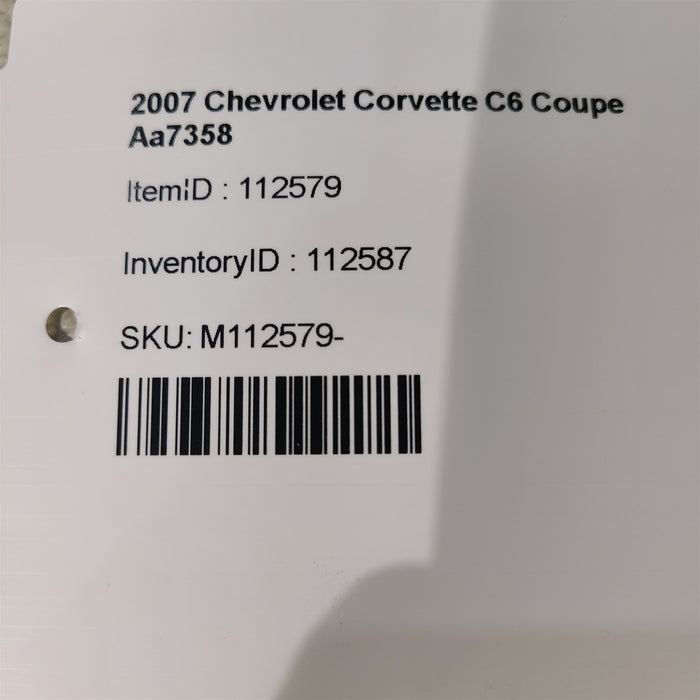 2007 Chevrolet Corvette C6 Coupe
Aa7358
ItemID : 112579
InventoryID : 112587
SKU: M112579-